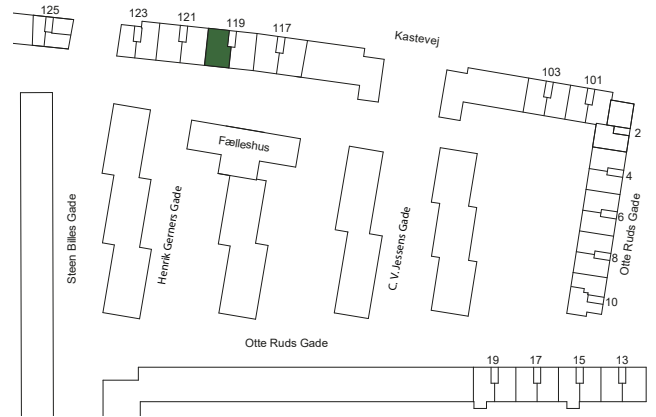 125
123
121
119
117
Kastevej
103
101
2
4
6
8
10
Otte Ruds Gade
Fælleshus
Steen Billes Gade
Henrik Gerners Gade
C. V. Jessens Gade
Otte Ruds Gade
19
17
15
13